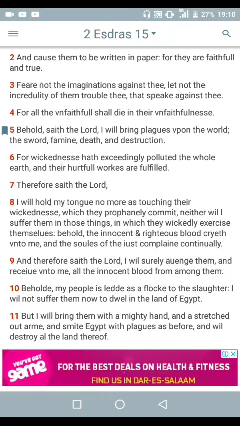 27% 19:10
2 Esdras 15
2 And cause them to be written in paper: for they are faithfull
and true.
3 Feare not the imaginations against thee, let not the
incredulity of them trouble thee, that speake against thee.
4 For all the vnfaithfull shall die in their vnfaithfulnesse.
5 Behold, saith the Lord, I will bring plagues vpon the world;
the sword, famine, death, and destruction.
6 For wickednesse hath exceedingly polluted the whole
earth, and their hurtfull workes are fulfilled.
7 Therefore saith the Lord,
8 I will hold my tongue no more as touching their
wickednesse, which they prophanely commit, neither wil I
suffer them in those things, in which they wickedly exercise
themselues: behold, the innocent & righteous blood cryeth
vnto me, and the soules of the iust complaine continually.
9 And therefore saith the Lord, I will surely auenge them, and
receiue vnto me, all the innocent blood from among them.
10 Beholde, my people is ledde as a flocke to the slaughter: I
wil not suffer them now to dwel in the land of Egypt.
11 But I will bring them with a mighty hand, and a stretched
out arme, and smite Egypt with plagues as before, and wil
destroy al the land thereof.
YOU'VE GOT
game
FOR THE BEST DEALS ON HEALTH & FITNESS
FIND US IN DAR-ES-SALAAM